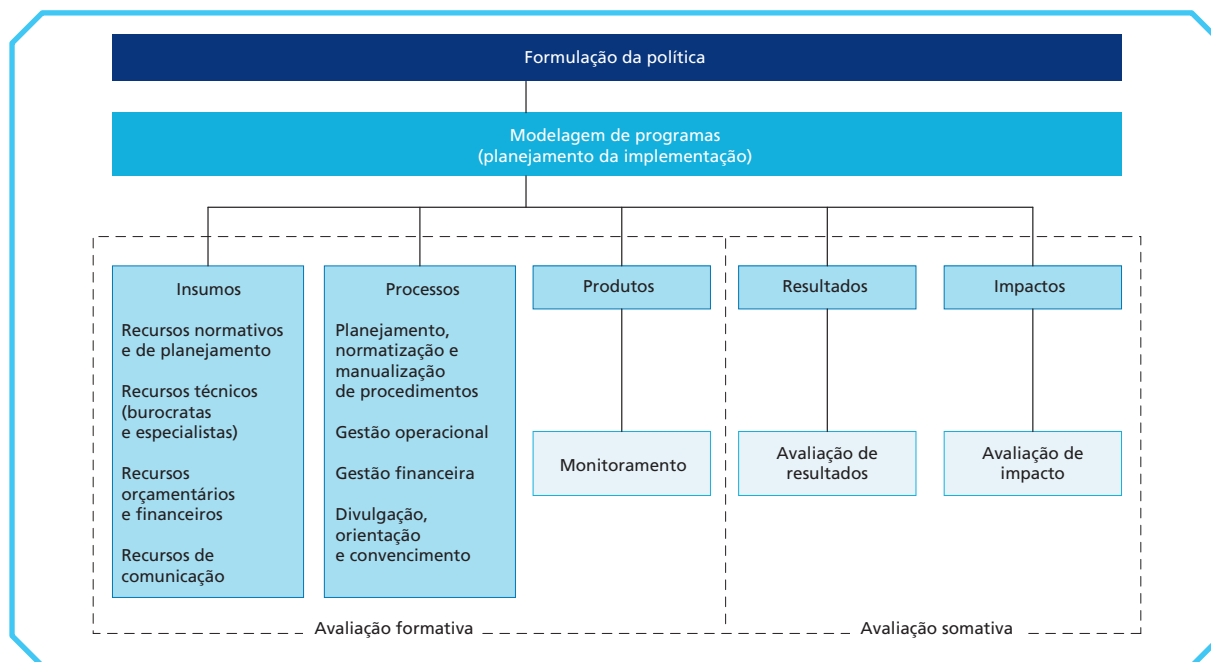 Formulação da política
Modelagem de programas
(planejamento da implementação)
Insumos
Recursos normativos
e de planejamento
Recursos técnicos
(burocratas
e especialistas)
Recursos
orçamentários
e financeiros
Recursos de
comunicação
Processos
Planejamento,
normatização e
manualização
de procedimentos
Gestão operacional
Gestão financeira
Divulgação,
orientação
e convencimento
Produtos
Monitoramento
Resultados
Avaliação de
resultados
Impactos
Avaliação de
impacto
Avaliação formativa
Avaliação somativa